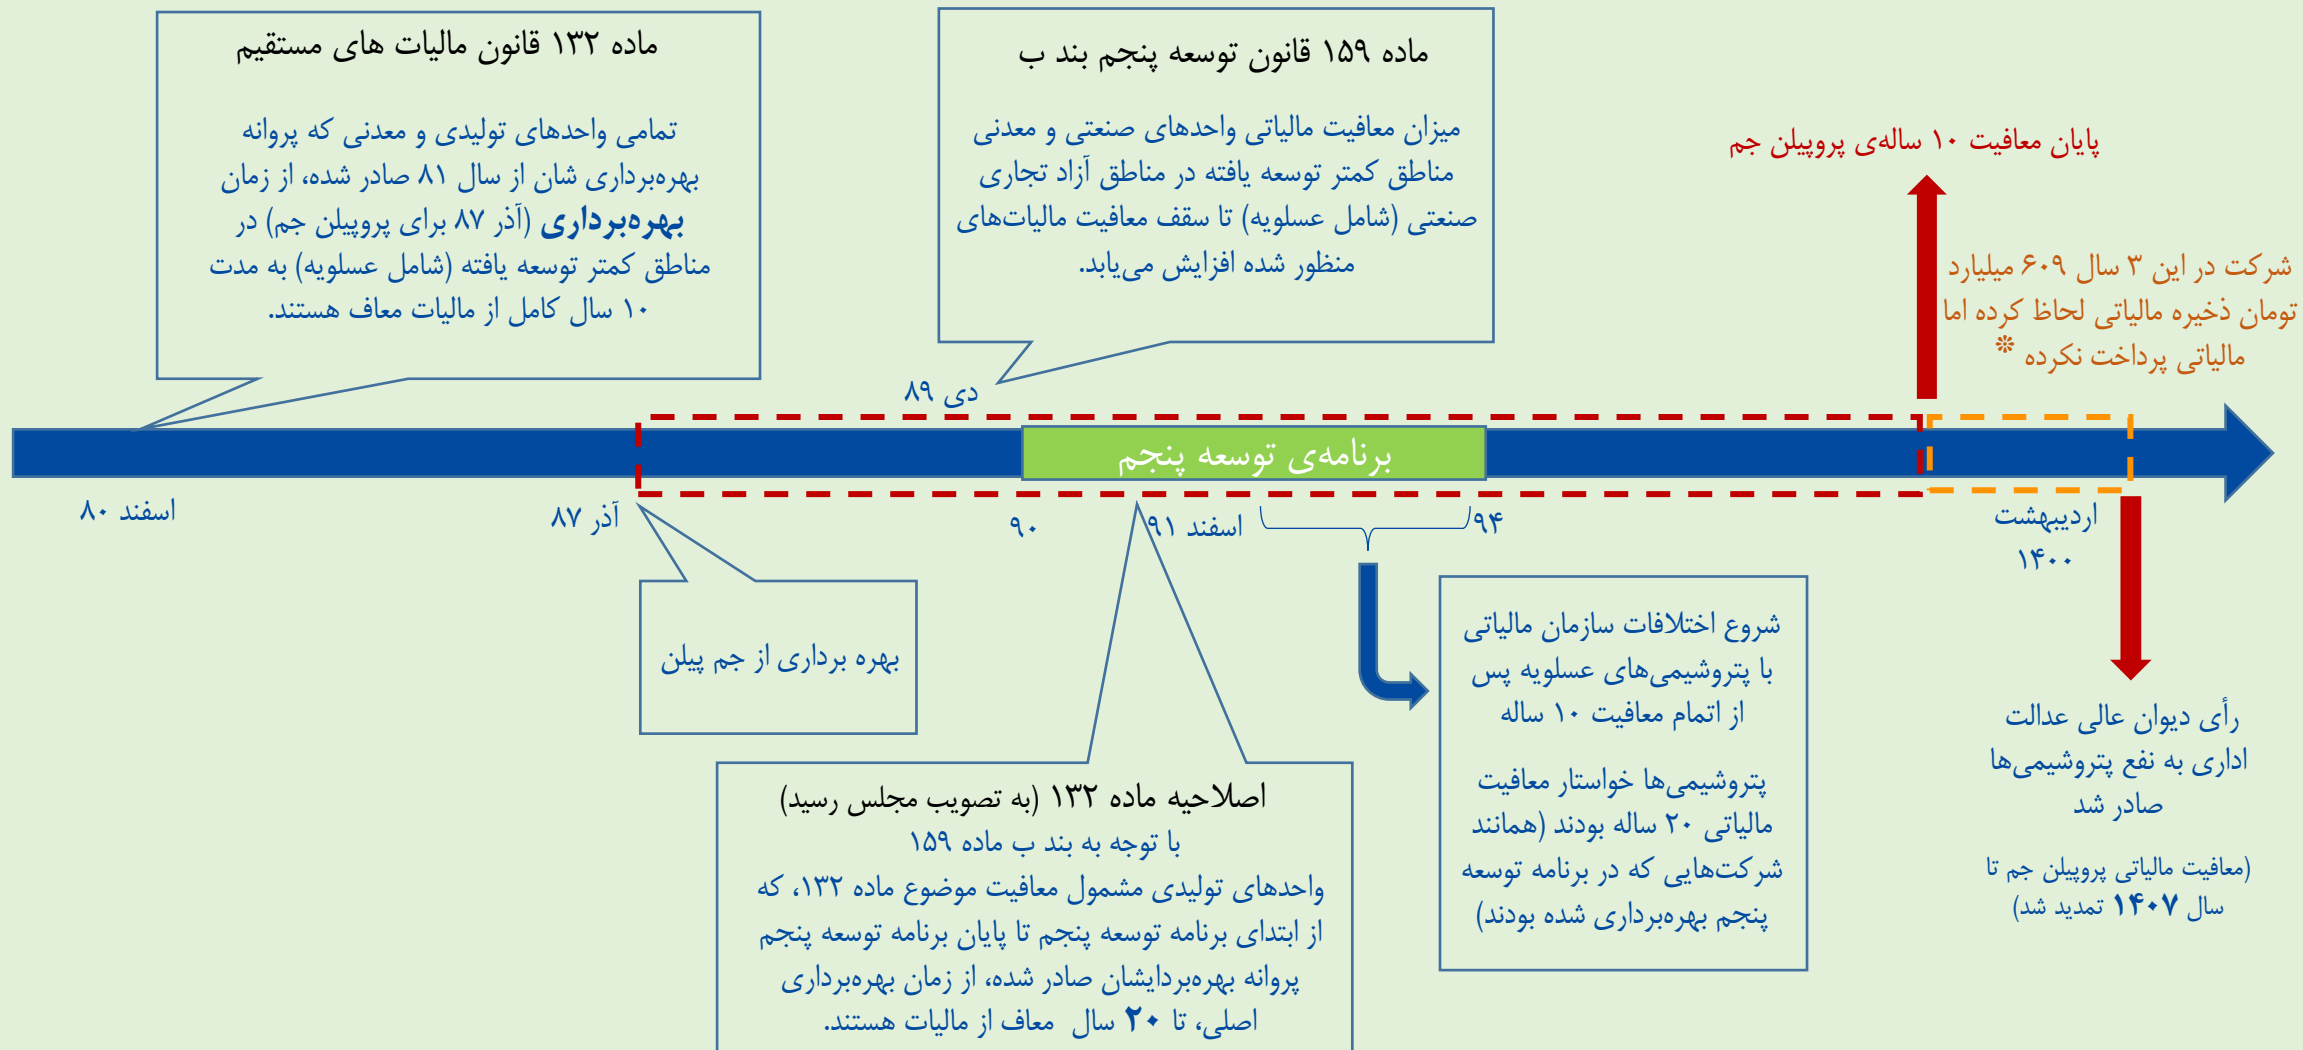 ماده ۱۳۲ قانون مالیات های مستقیم
تمامی واحدهای تولیدی و معدنی که پروانه
بهره‌برداری شان از سال ۸۱ صادر شده، از زمان
بهره‌برداری (آذر ۸۷ برای پروپیلن جم) در
مناطق کمتر توسعه یافته (شامل عسلویه) به مدت
۱۰ سال کامل از مالیات معاف هستند.
ماده ۱۵۹ قانون توسعه پنجم بند ب
میزان معافیت مالیاتی واحدهای صنعتی و معدنی
مناطق کمتر توسعه یافته در مناطق آزاد تجاری
صنعتی (شامل عسلویه) تا سقف معافیت مالیات‌های
منظور شده افزایش می‌یابد.
پایان معافیت ۱۰ ساله‌ی پروپیلن جم
شرکت در این ۳ سال ۶۰۹ میلیارد
تومان ذخیره مالیاتی لحاظ کرده اما
مالیاتی پرداخت نکرده *
دی ۸۹
برنامه‌ی توسعه پنجم
اسفند ۸۰
آذر ۸۷
۹۰
اسفند ۹۱
۹۴
اردیبهشت
۱۴۰۰
بهره برداری از جم پیلن
اصلاحیه ماده ۱۳۲ (به تصویب مجلس رسید)
با توجه به بند ب ماده ۱۵۹
واحدهای تولیدی مشمول معافیت موضوع ماده ۱۳۲، که
از ابتدای برنامه توسعه پنجم تا پایان برنامه توسعه پنجم
پروانه بهره‌بردایشان صادر شده، از زمان بهره‌برداری
اصلی، تا ۲۰ سال معاف از مالیات هستند.
شروع اختلافات سازمان مالیاتی
با پتروشیمی‌های عسلویه پس
از اتمام معافیت ۱۰ ساله
پتروشیمی‌ها خواستار معافیت
مالیاتی ۲۰ ساله بودند (همانند
شرکت‌هایی که در برنامه توسعه
پنجم بهره‌برداری شده بودند)
رأی دیوان عالی عدالت
اداری به نفع پتروشیمی‌ها
صادر شد
(معافیت مالیاتی پروپیلن جم تا
سال ۱۴۰۷ تمدید شد)